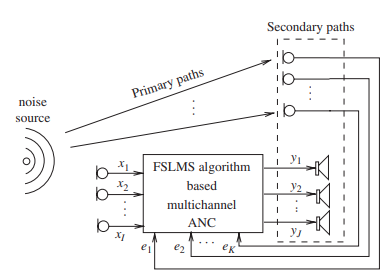 Secondary paths
Primary paths
noise
source
x1
x2
xI
FSLMS algorithm
based
multichannel
ANC
y1
y2
yJ
e1 e2 ... eK